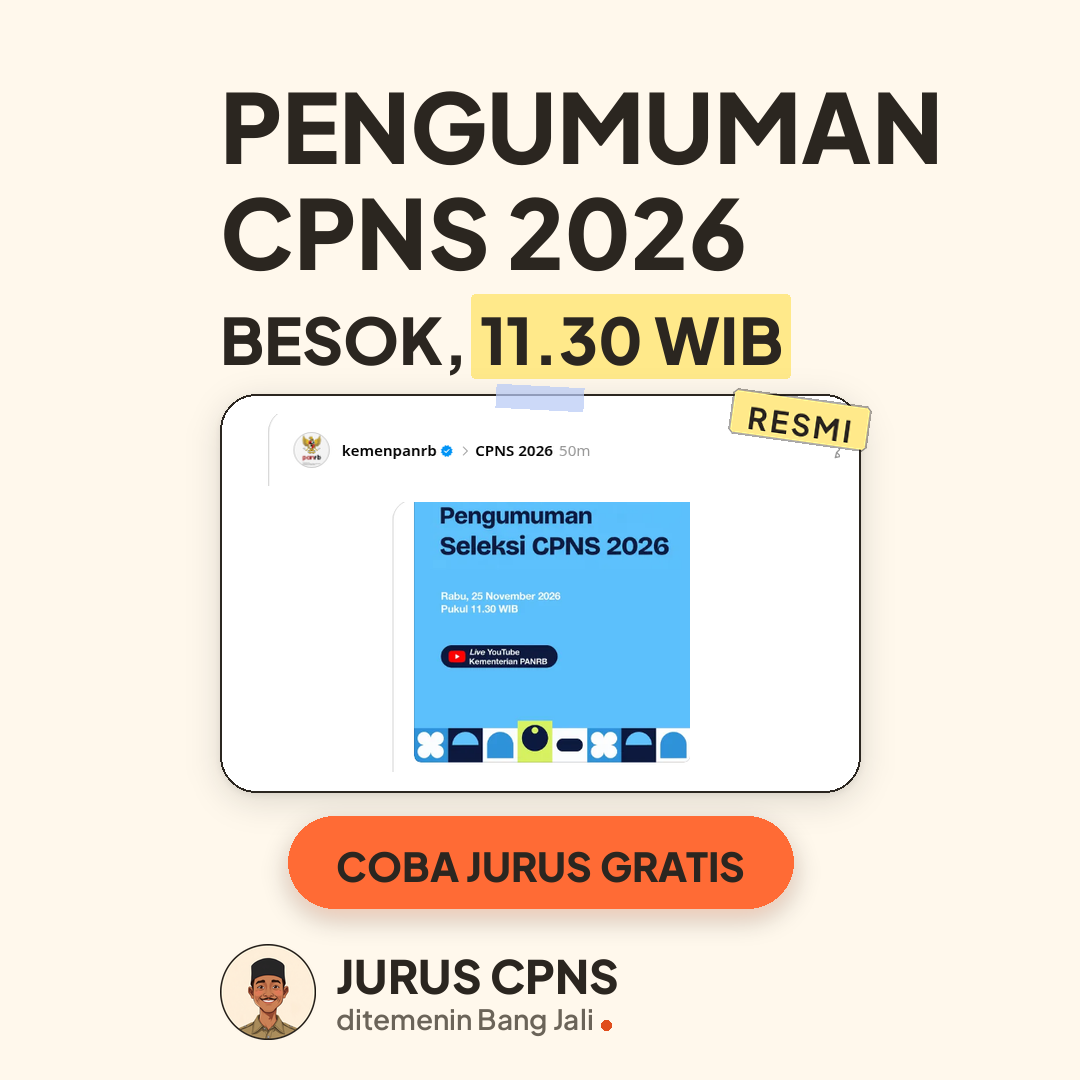 PENGUMUMAN
CPNS 2026
BESOK, 11.30 WIB
RESMI
kemenpanrb > CPNS 2026 50m
panrb
Pengumuman
Seleksi CPNS 2026
Rabu, 25 November 2026
Pukul 11.30 WIB
Live YouTube
Kementerian PANRB
COBA JURUS GRATIS
JURUS CPNS
ditemenin Bang Jali